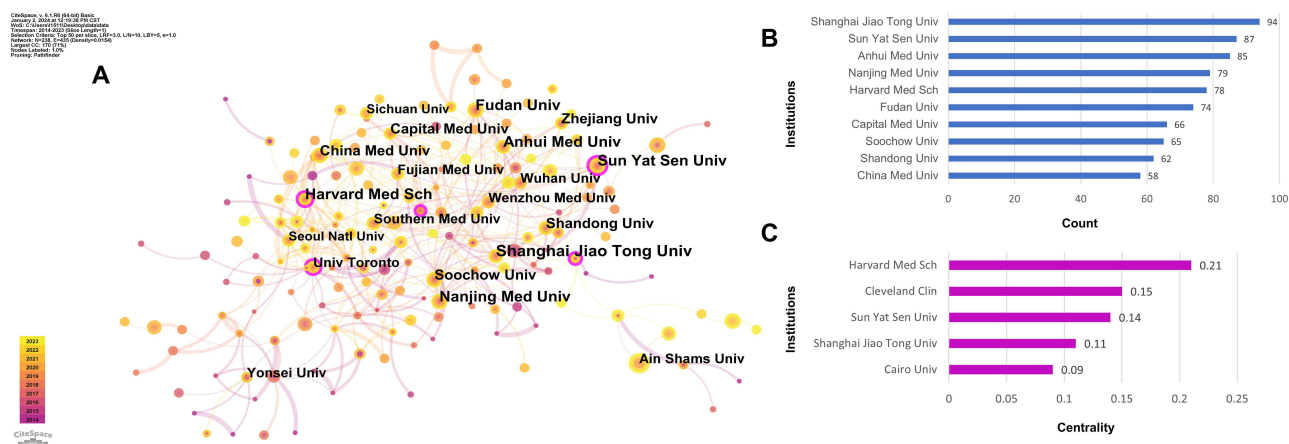 CiteSpace, v. 6.1.R6 (64-bit) Basic
January 2, 2024 at 12:19:38 PM CST
WoS: C:\Users\l1511\Desktop\data\data
Timespan: 2014-2023 (Slice Length=1)
Selection Criteria: Top 50 per slice, LRF=3.0, L/N=10, LBY=5, e=1.0
Network: N=238, E=435 (Density=0.0154)
Largest CC: 170 (71%)
Nodes Labeled: 1.0%
Pruning: Pathfinder
A
Sichuan Univ
Fudan Univ
Zhejiang Univ
Capital Med Univ
Anhui Med Univ
China Med Univ
Sun Yat Sen Univ
Fujian Med Univ
Wuhan Univ
Harvard Med Sch
Wenzhou Med Univ
Southern Med Univ
Shandong Univ
Seoul Natl Univ
Shanghai Jiao Tong Univ
Univ Toronto
Soochow Univ
Nanjing Med Univ
Ain Shams Univ
Yonsei Univ
2023
2022
2021
2020
2019
2018
2017
2016
2015
2014
CiteSpace
B
Institutions
Shanghai Jiao Tong Univ 94
Sun Yat Sen Univ 87
Anhui Med Univ 85
Nanjing Med Univ 79
Harvard Med Sch 78
Fudan Univ 74
Capital Med Univ 66
Soochow Univ 65
Shandong Univ 62
China Med Univ 58
0 20 40 60 80 100
Count
C
Institutions
Harvard Med Sch 0.21
Cleveland Clin 0.15
Sun Yat Sen Univ 0.14
Shanghai Jiao Tong Univ 0.11
Cairo Univ 0.09
0 0.05 0.1 0.15 0.2 0.25
Centrality